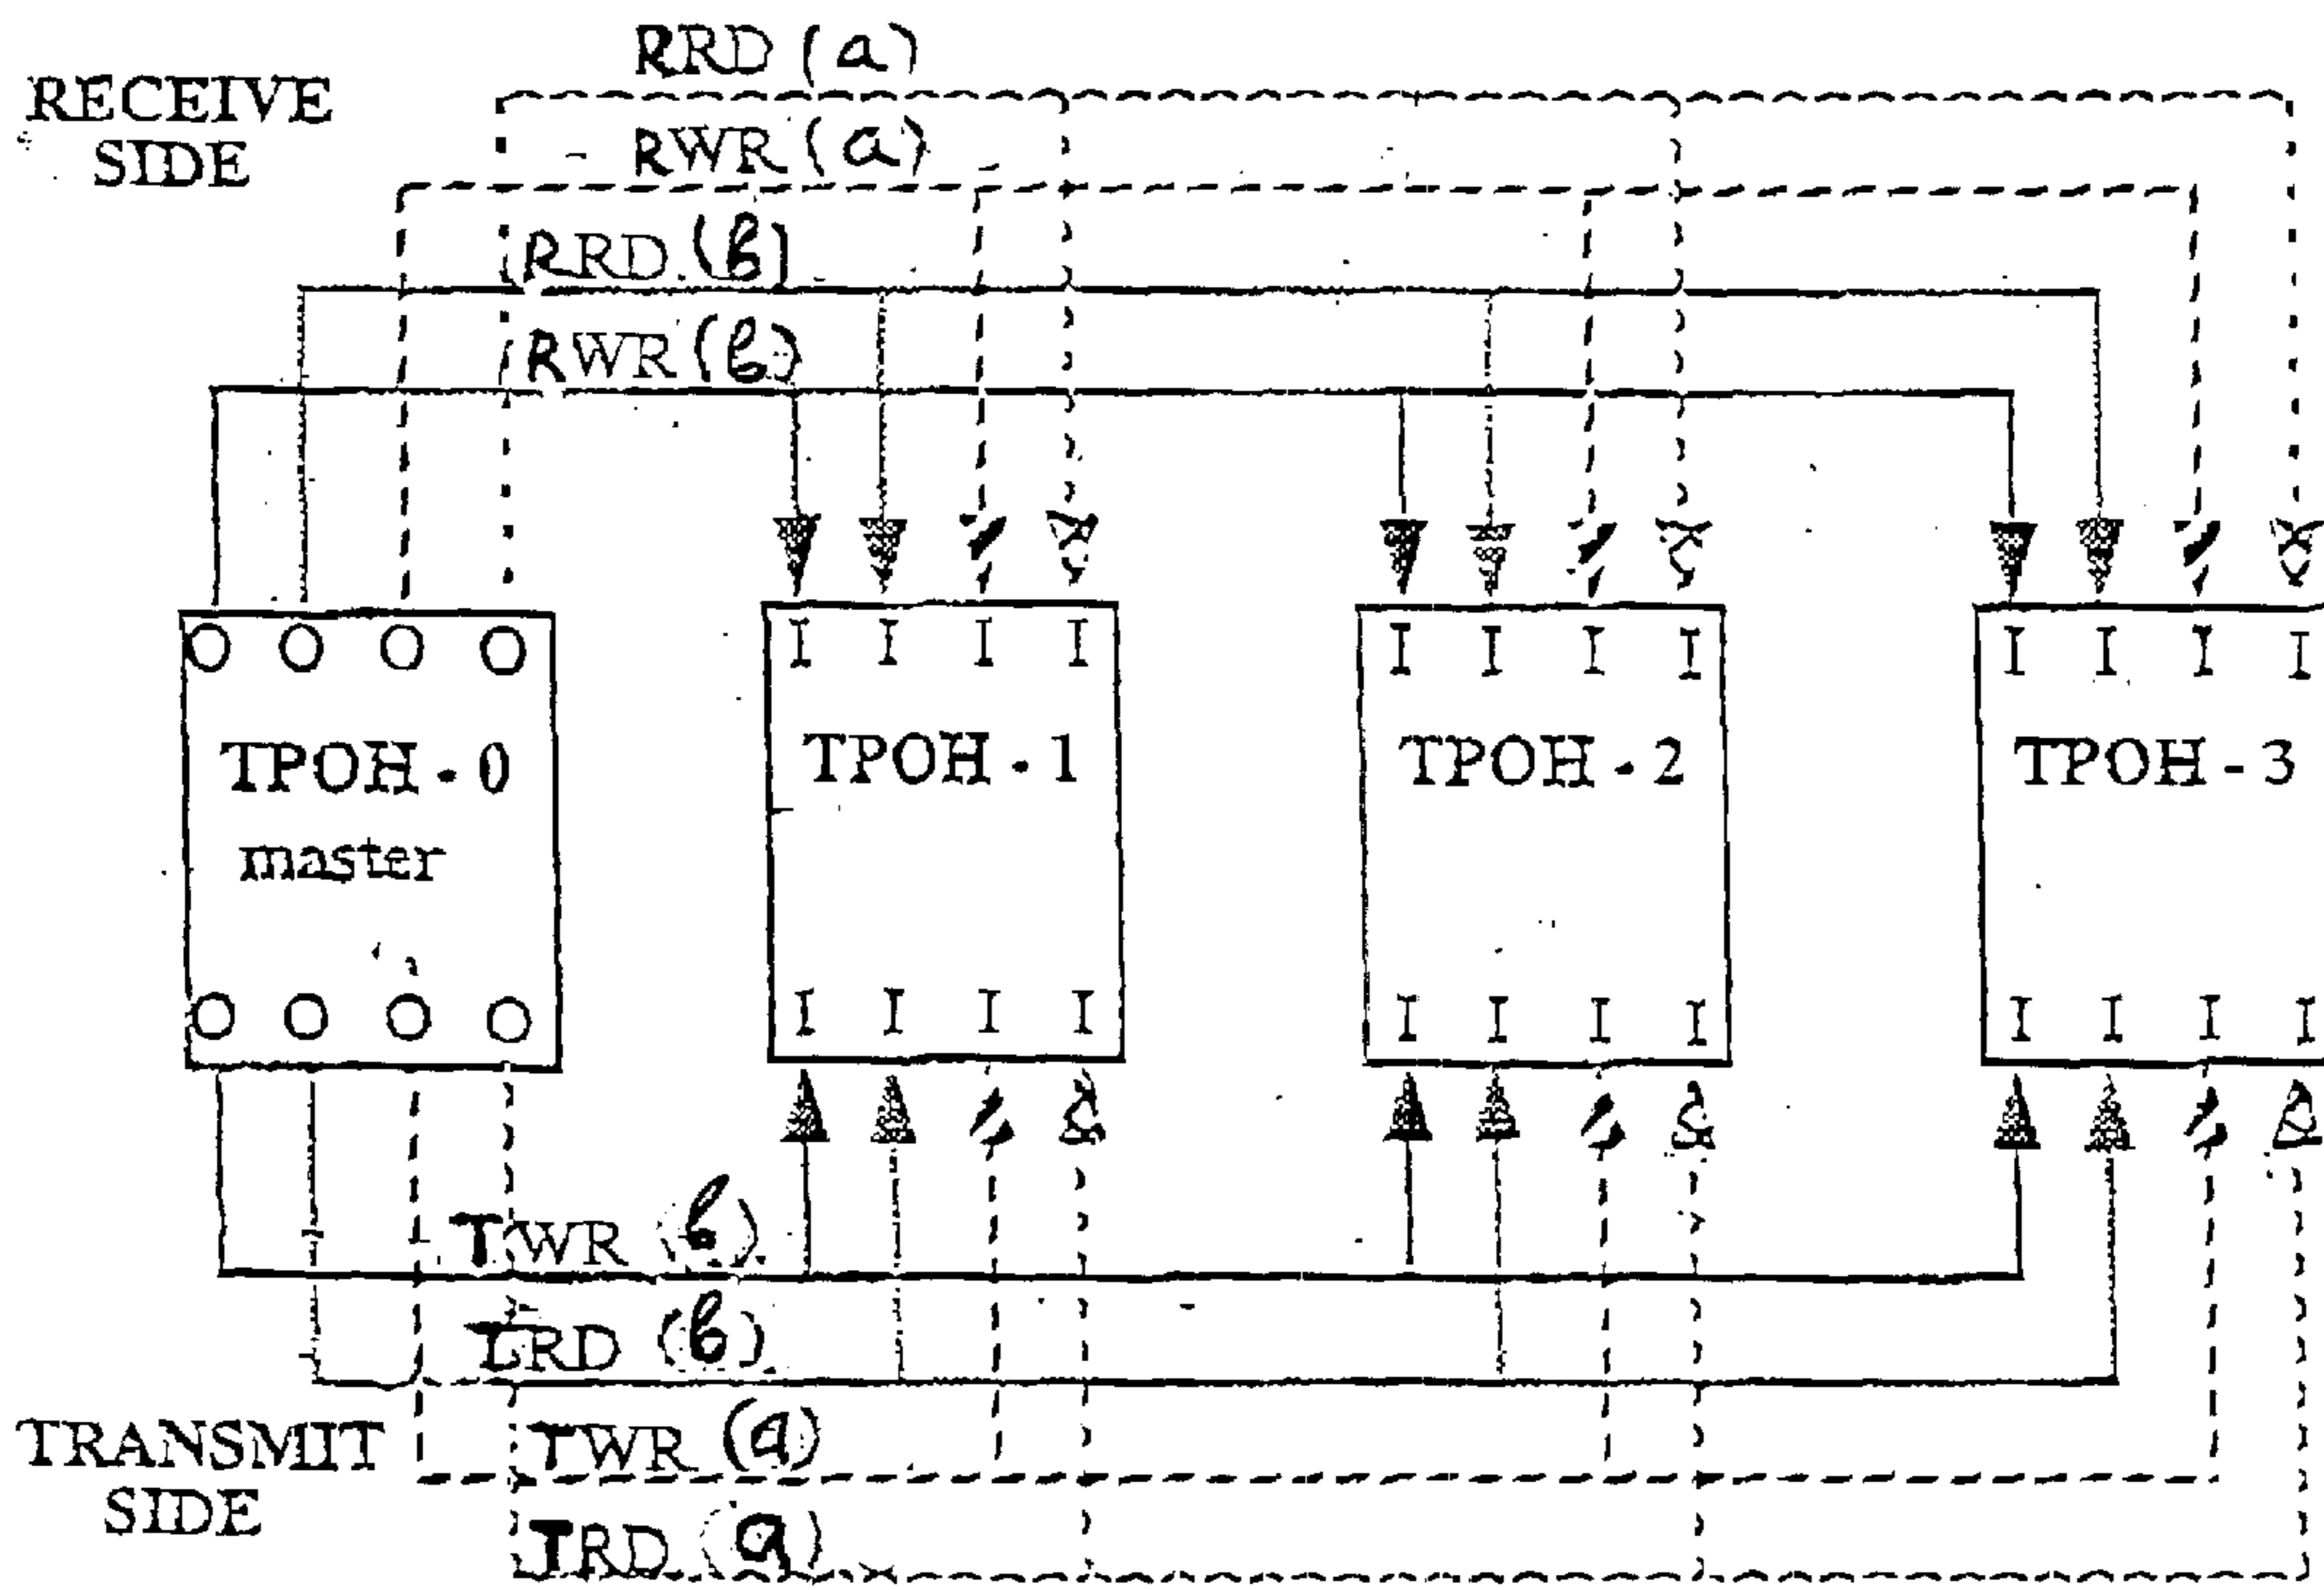 RRD (a)
RECEIVE
SIDE
RWR (a)
RRD (b)
RWR (b)
O O O O
I I I I
I I I I
I I I I
TPOH - 0
master
TPOH - 1
TPOH - 2
TPOH - 3
O O O O
I I I I
I I I I
I I I I
TWR (b)
TRD (b)
TRANSMIT
SIDE
TWR (a)
TRD (a)